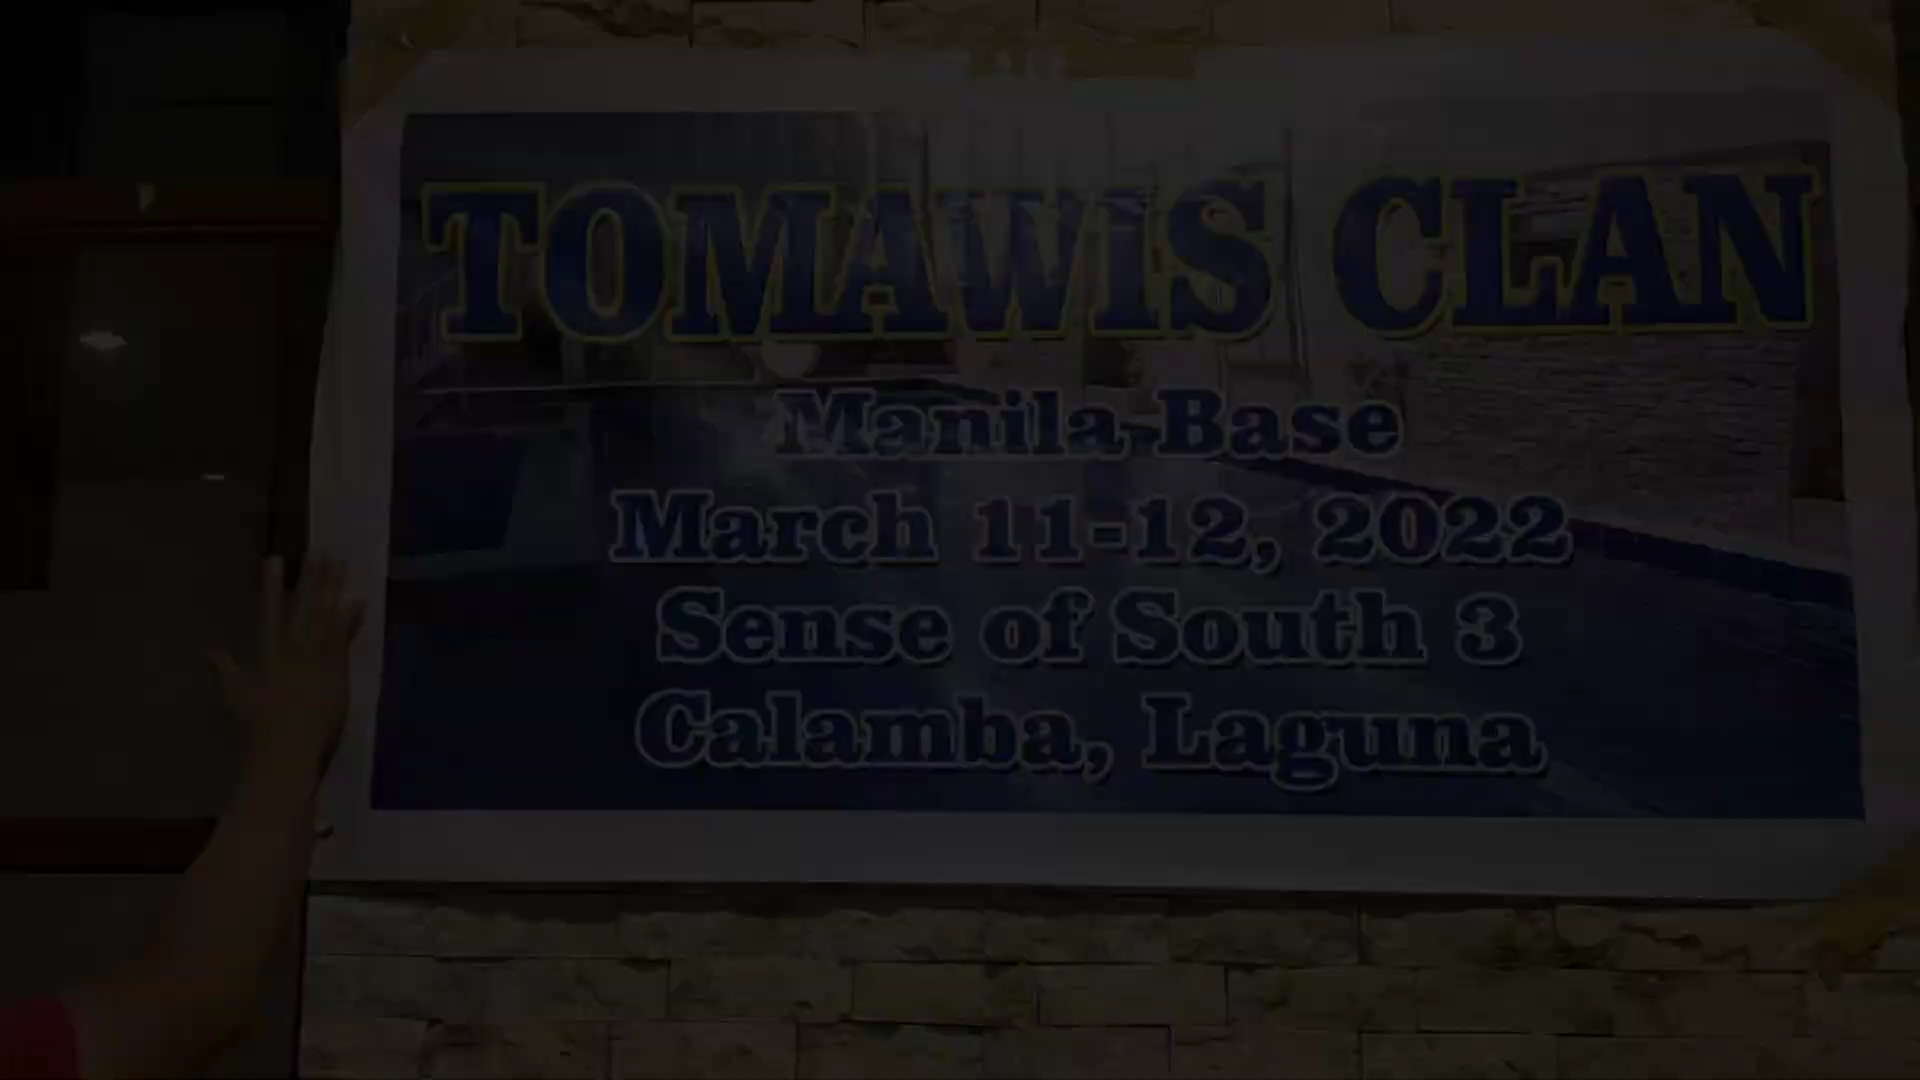 TOMAWIS CLAN
Manila Base
March 11-12, 2022
Sense of South 3
Calamba, Laguna